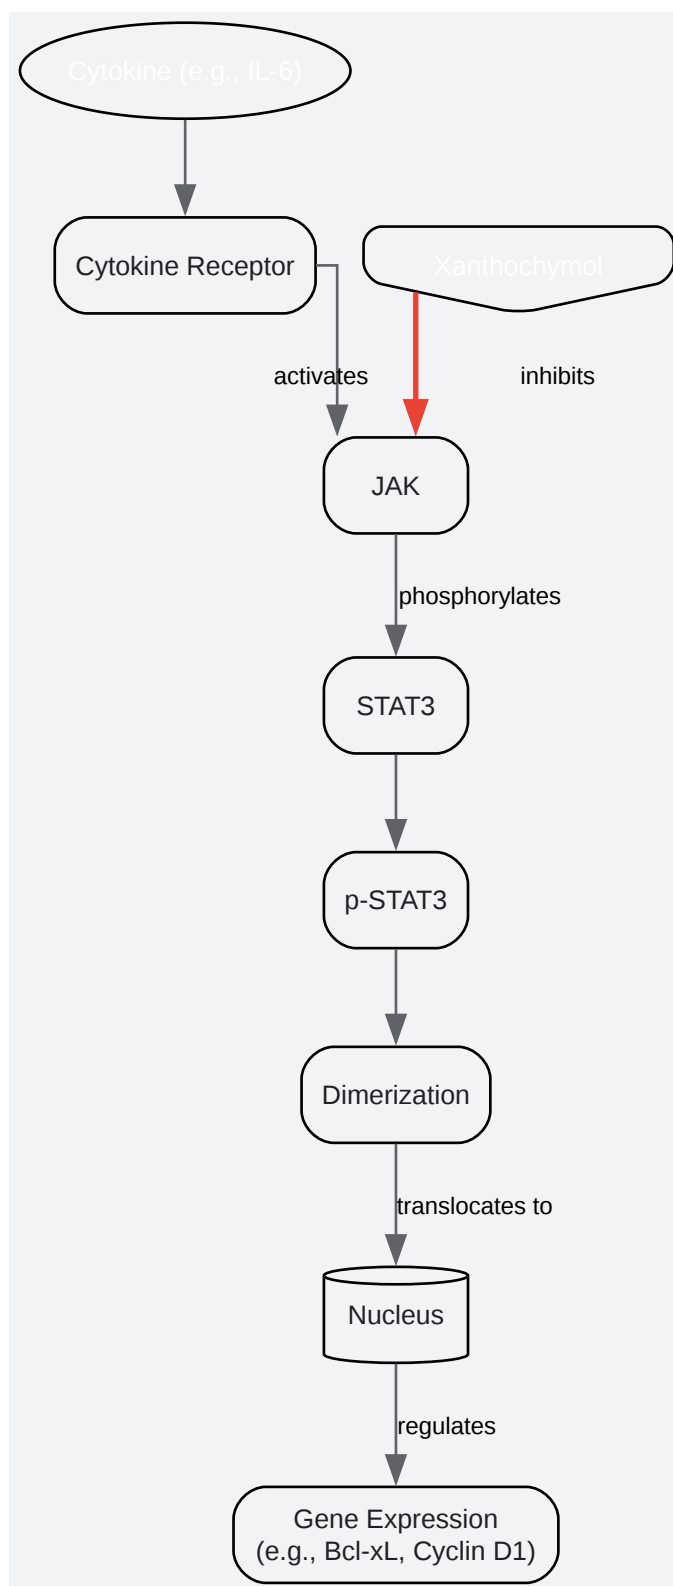 Cytokine (e.g., IL-6)
Cytokine Receptor
Xanthochymol
activates
inhibits
JAK
phosphorylates
STAT3
p-STAT3
Dimerization
translocates to
Nucleus
regulates
Gene Expression
(e.g., Bcl-xL, Cyclin D1)